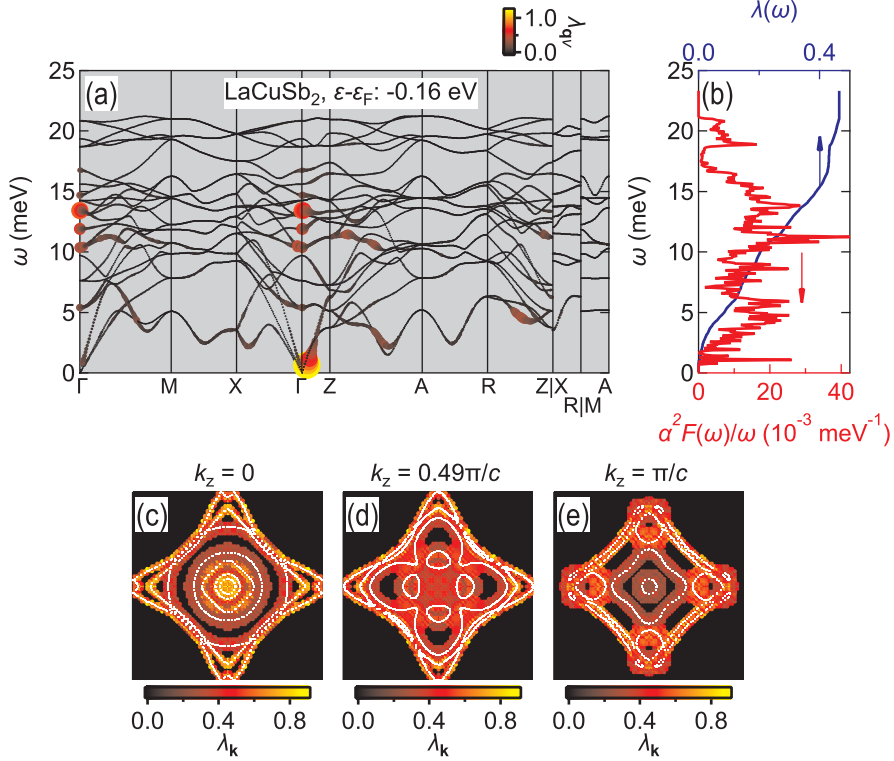 λqν
1.0
0.0
λ(ω)
0.0
0.4
(a)
LaCuSb2, ε-εF: -0.16 eV
(b)
25
20
15
10
5
0
ω (meV)
Γ
M
X
Γ
Z
A
R
Z|X
R|M
A
25
20
15
10
5
0
ω (meV)
0
20
40
α2F(ω)/ω (10-3 meV-1)
kz = 0
kz = 0.49π/c
kz = π/c
(c)
(d)
(e)
0.0 0.4 0.8
0.0 0.4 0.8
0.0 0.4 0.8
λk
λk
λk